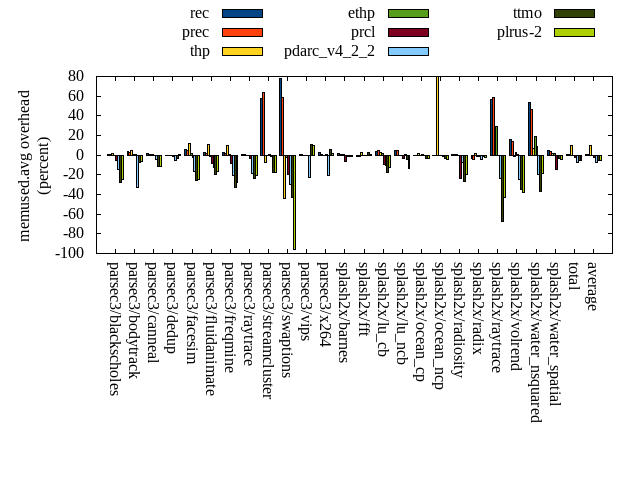 rec ethp ttmo
prec prcl plrus-2
thp pdarc_v4_2_2
memused.avg overhead
(percent)
80
60
40
20
0
-20
-40
-60
-80
-100
parsec3/blackscholes
parsec3/bodytrack
parsec3/canneal
parsec3/dedup
parsec3/facesim
parsec3/fluidanimate
parsec3/freqmine
parsec3/raytrace
parsec3/streamcluster
parsec3/swaptions
parsec3/vips
parsec3/x264
splash2x/barnes
splash2x/fft
splash2x/lu_cb
splash2x/lu_ncb
splash2x/ocean_cp
splash2x/ocean_ncp
splash2x/radiosity
splash2x/radix
splash2x/raytrace
splash2x/volrend
splash2x/water_nsquared
splash2x/water_spatial
total
average